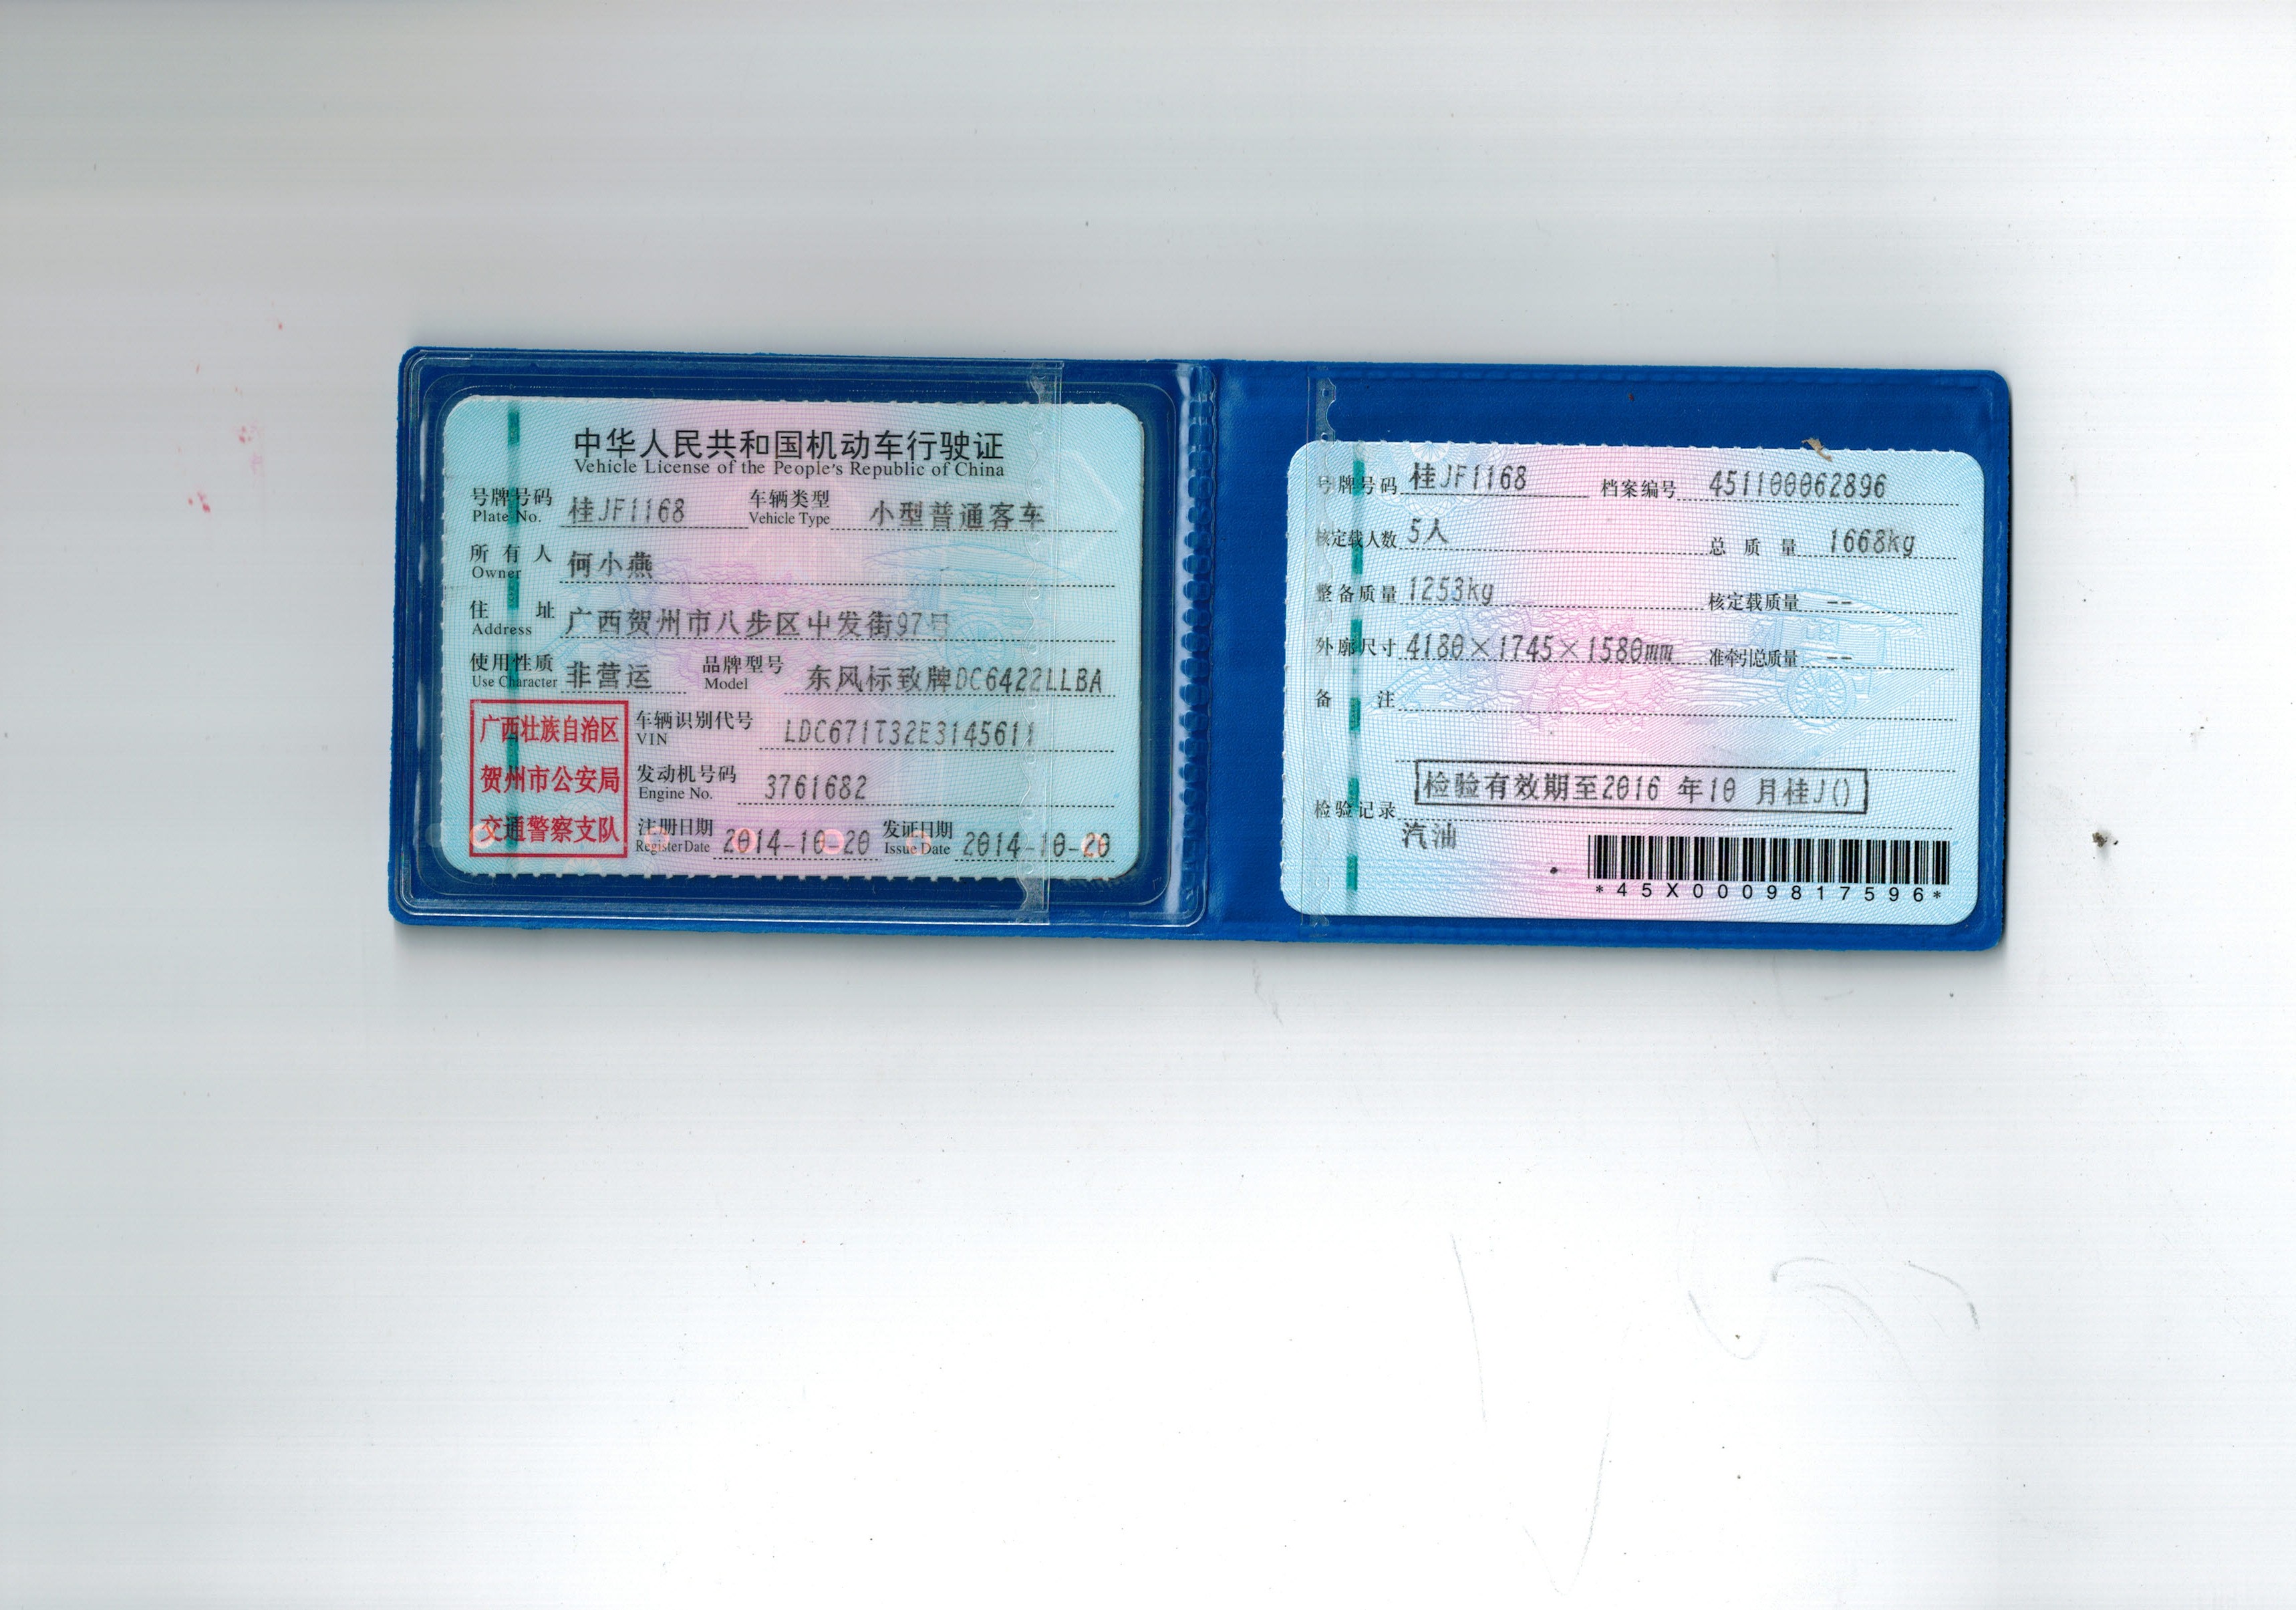 中华人民共和国机动车行驶证
Vehicle License of the People's Republic of China
号牌号码 Plate No. 桂JF1168 车辆类型 Vehicle Type 小型普通客车
所有人 Owner 何小燕
住址 Address 广西贺州市八步区中发街97号
使用性质 Use Character 非营运 品牌型号 Model 东风标致牌DC6422LLBA
广西壮族自治区
贺州市公安局
交通警察支队
车辆识别代号 VIN LDC671T32E3145611
发动机号码 Engine No. 3761682
注册日期 Register Date 2014-10-20 发证日期 Issue Date 2014-10-20
号牌号码 桂JF1168 档案编号 451100062896
核定载人数 5人 总质量 1668kg
整备质量 1253kg 核定载质量 --
外廓尺寸 4180×1745×1580mm 准牵引总质量 --
备注
检验记录 检验有效期至2016 年10 月桂J()
汽油
*45X0009817596*